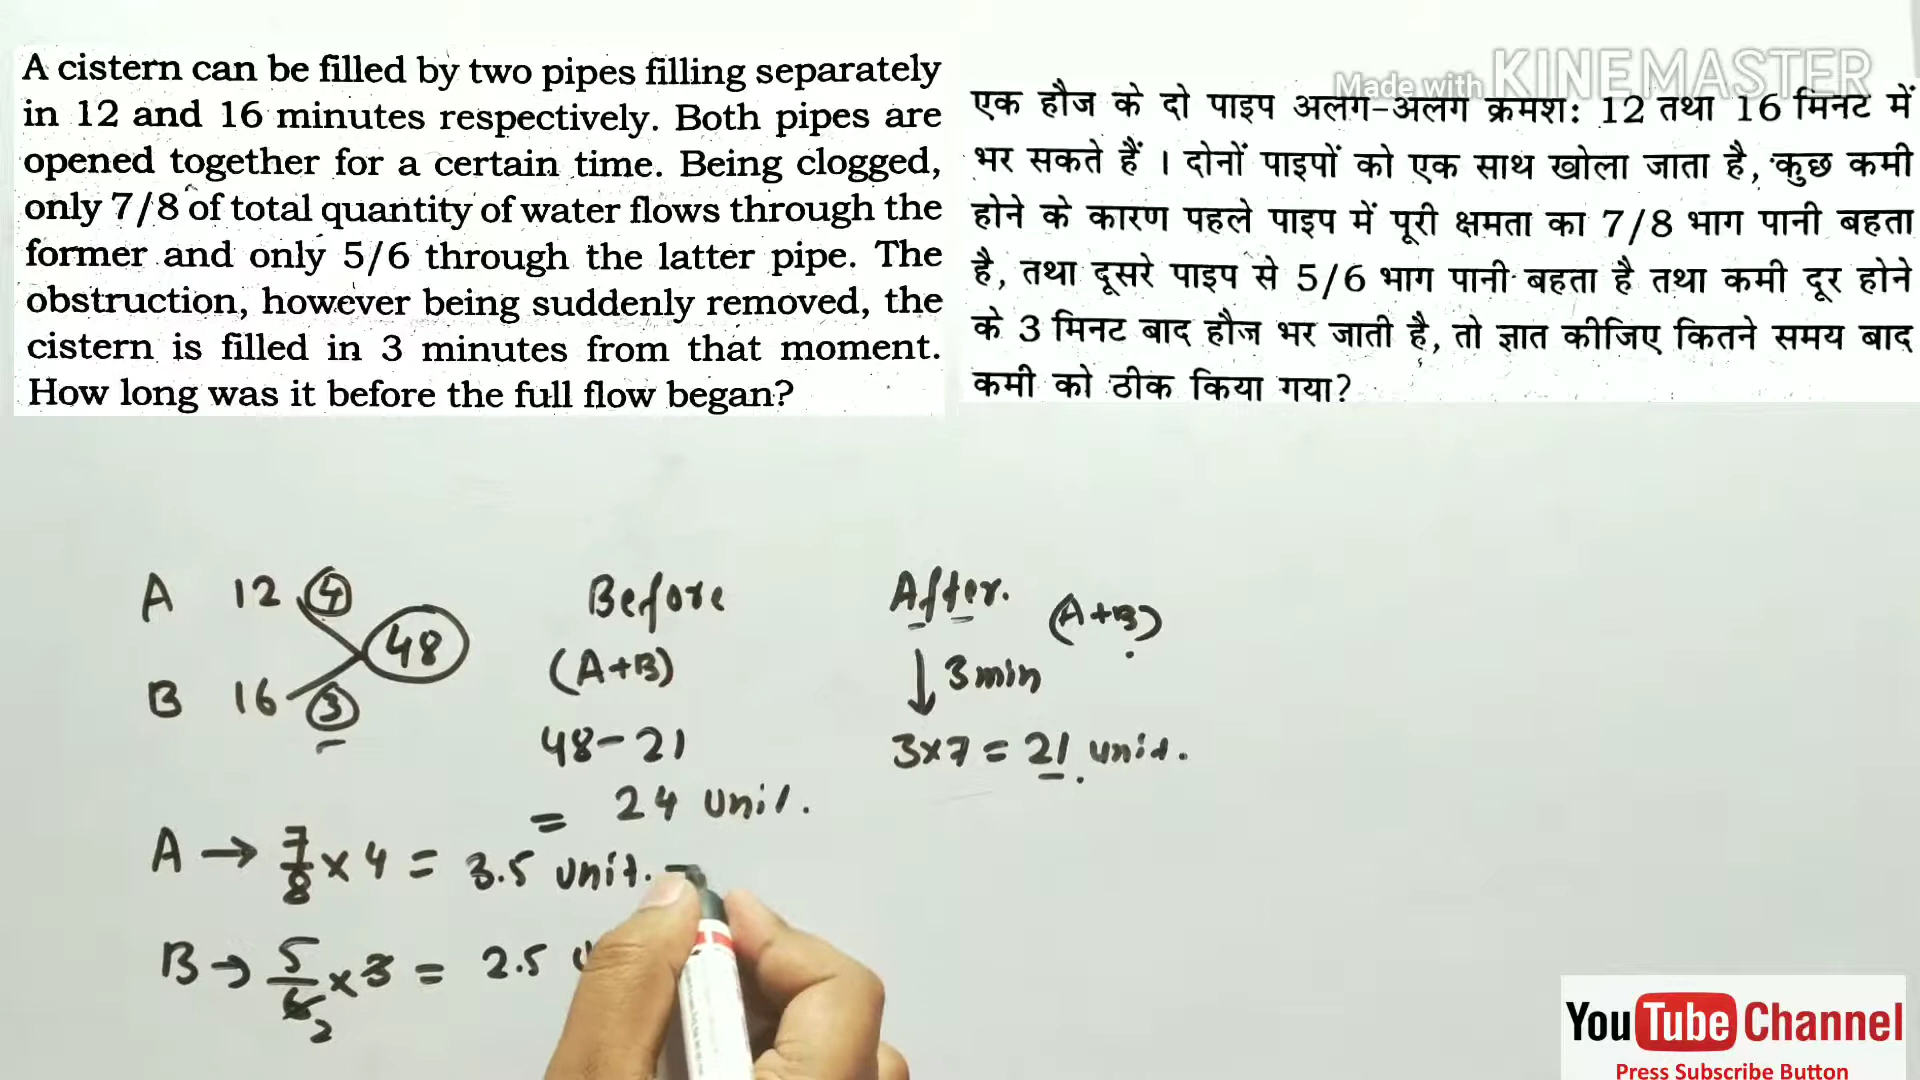 A cistern can be filled by two pipes filling separately
in 12 and 16 minutes respectively. Both pipes are
opened together for a certain time. Being clogged,
only 7/8 of total quantity of water flows through the
former and only 5/6 through the latter pipe. The
obstruction, however being suddenly removed, the
cistern is filled in 3 minutes from that moment.
How long was it before the full flow began?
Made with KINEMASTER
एक हौज के दो पाइप अलग-अलग क्रमश: 12 तथा 16 मिनट में
भर सकते हैं । दोनों पाइपों को एक साथ खोला जाता है, कुछ कमी
होने के कारण पहले पाइप में पूरी क्षमता का 7/8 भाग पानी बहता
है, तथा दूसरे पाइप से 5/6 भाग पानी बहता है तथा कमी दूर होने
के 3 मिनट बाद हौज भर जाती है, तो ज्ञात कीजिए कितने समय बाद
कमी को ठीक किया गया?
A 12 4
48
B 16 3
Before
(A+B)
48-21
= 24 unit.
After. (A+B)
↓ 3 min
3x7 = 21 unit.
A → 7/8 x 4 = 3.5 unit.
B → 5/6 x 3 = 2.5
2
YouTube Channel
Press Subscribe Button